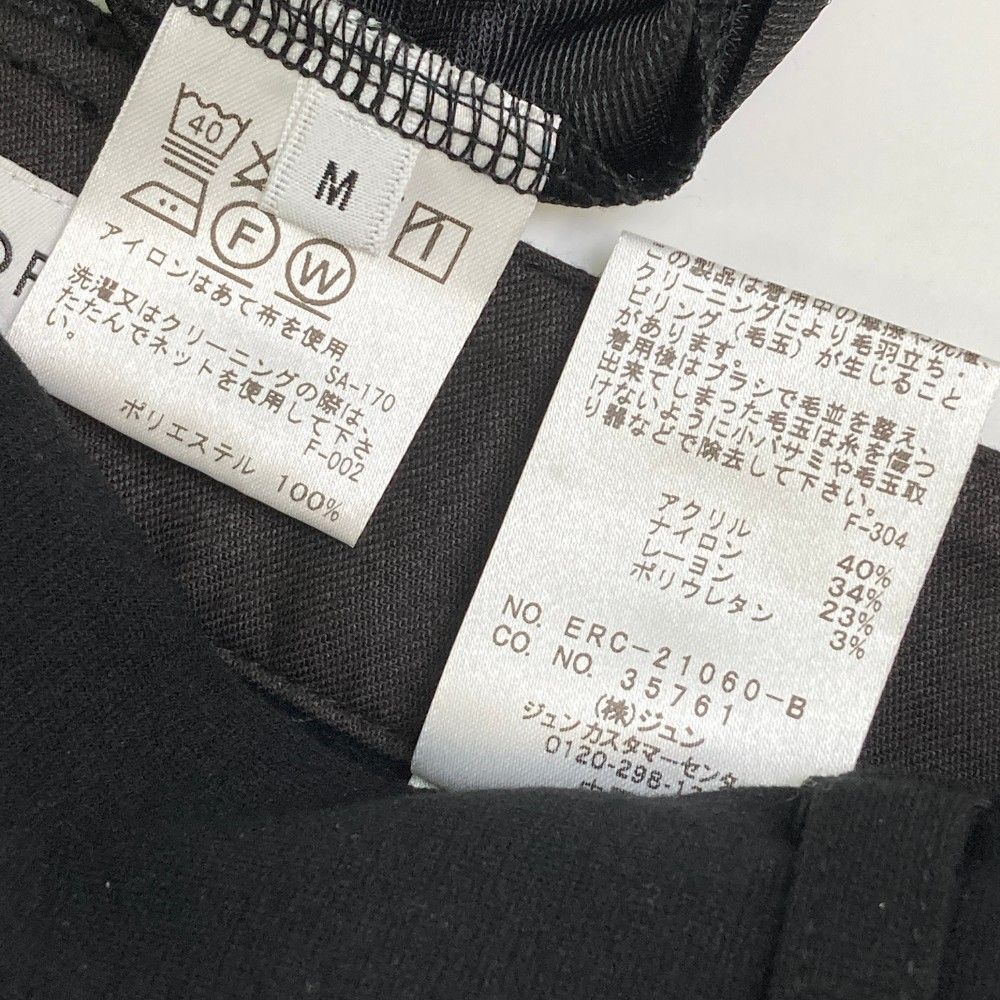 40
M
F
W
アイロンはあて布を使用
SA-170
洗濯又はクリーニングの際は、
たたんでネットを使用して下さ
い。
F-002
ポリエステル 100%
この製品は着用中の摩擦
クリーニングにより毛羽立ち・
ピリング(毛玉)が生じること
があります。
着用後はブラシで毛並を整え、
出来てしまった毛玉は糸を傷つ
けないように小バサミや毛玉取
り器などで除去して下さい。
F-304
アクリル 40%
ナイロン 34%
レーヨン 23%
ポリウレタン 3%
NO. ERC-21060-B
CO. NO. 35761
(株)ジュン
ジュンカスタマーセンタ
0120-298-1